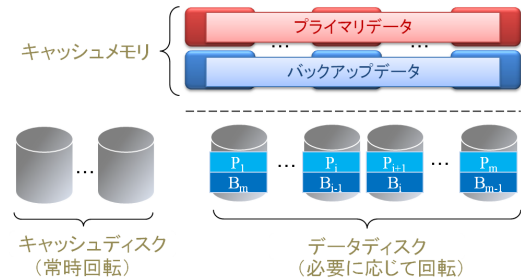 プライマリデータ
キャッシュメモリ
… …
バックアップデータ
… P₁ … Pᵢ Pᵢ₊₁ … Pₘ
Bₘ Bᵢ₋₁ Bᵢ Bₘ₋₁
キャッシュディスク
(常時回転)
データディスク
(必要に応じて回転)